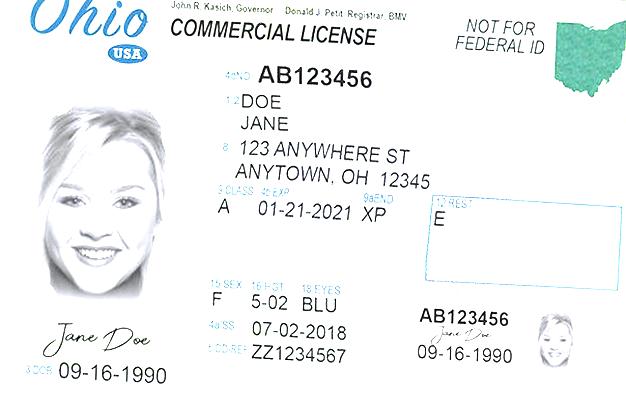 Ohio
USA
John R. Kasich, Governor Donald J. Petit, Registrar, BMV
COMMERCIAL LICENSE
NOT FOR
FEDERAL ID
4d NO AB123456
1,2 DOE
JANE
8 123 ANYWHERE ST
ANYTOWN, OH 12345
9 CLASS 4b EXP 9aEND 12 REST
A 01-21-2021 XP E
15 SEX 16 HGT 18 EYES
F 5-02 BLU
4a ISS 07-02-2018
5 DD REF ZZ1234567
Jane Doe
3 DOB 09-16-1990
AB123456
Jane Doe
09-16-1990